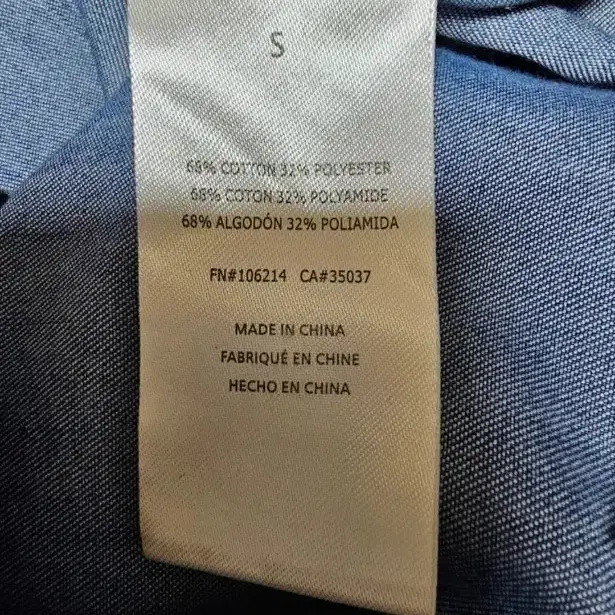 S
68% COTTON 32% POLYESTER
68% COTON 32% POLYAMIDE
68% ALGODÓN 32% POLIAMIDA
FN#106214 CA#35037
MADE IN CHINA
FABRIQUÉ EN CHINE
HECHO EN CHINA